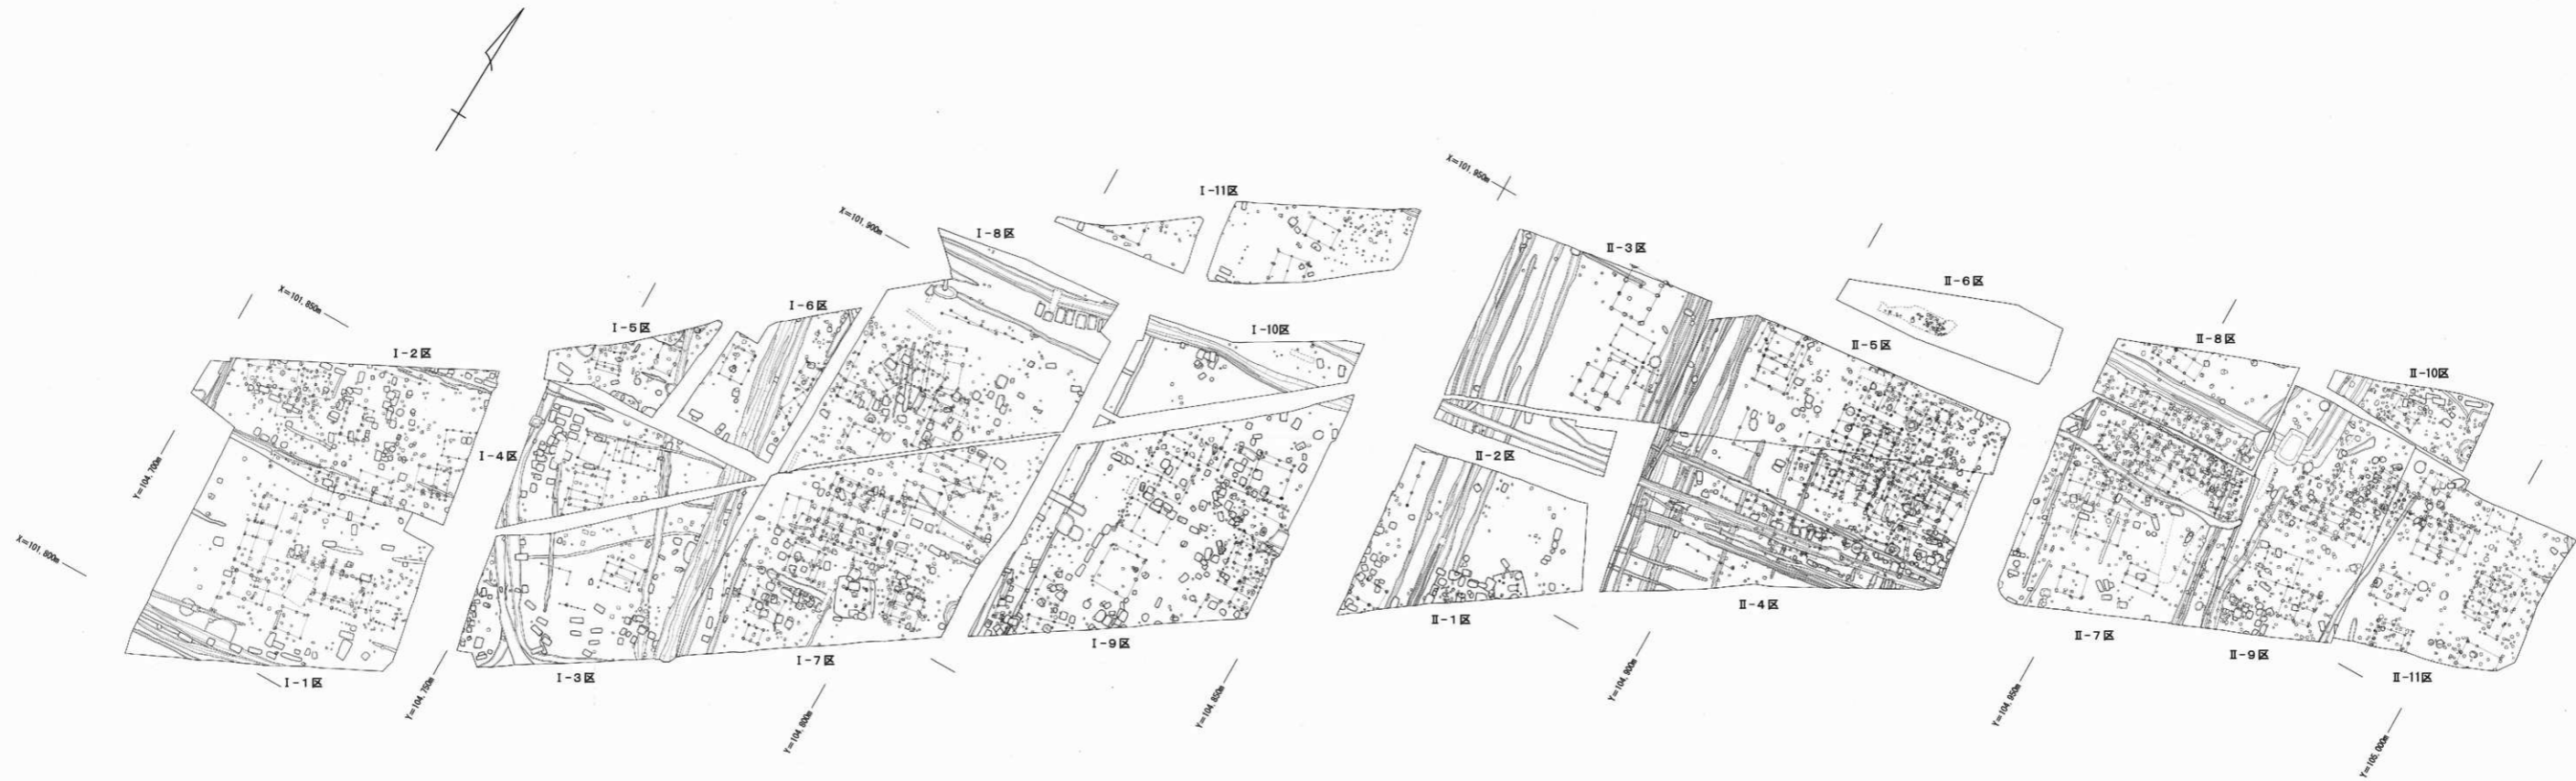 I-11区
X=101,950m
I-8区
X=101,900m
II-3区
II-6区
X=101,850m
I-6区
I-5区
I-10区
II-5区
II-8区
I-2区
II-10区
I-4区
II-2区
Y=104,700m
X=101,800m
I-1区
I-3区
I-7区
I-9区
II-1区
II-4区
II-7区
II-9区
II-11区
Y=104,750m
Y=104,800m
Y=104,850m
Y=104,900m
Y=104,950m
Y=105,000m